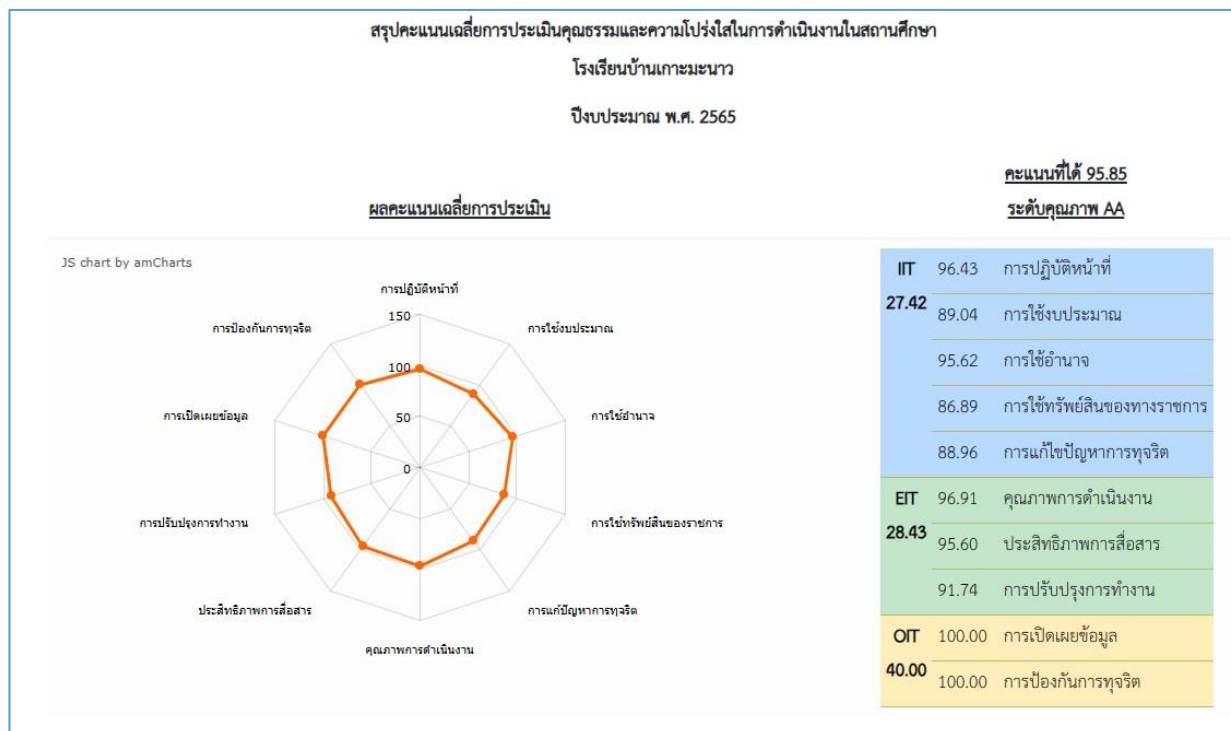 สรุปคะแนนเฉลี่ยการประเมินคุณธรรมและความโปร่งใสในการดำเนินงานในสถานศึกษา
โรงเรียนบ้านเกาะมะนาว
ปีงบประมาณ พ.ศ. 2565
คะแนนที่ได้ 95.85
ผลคะแนนเฉลี่ยการประเมิน
ระดับคุณภาพ AA
JS chart by amCharts
การปฏิบัติหน้าที่
150
100
50
0
การใช้งบประมาณ
การใช้อำนาจ
การใช้ทรัพย์สินของราชการ
การแก้ปัญหาการทุจริต
คุณภาพการดำเนินงาน
ประสิทธิภาพการสื่อสาร
การปรับปรุงการทำงาน
การเปิดเผยข้อมูล
การป้องกันการทุจริต
IIT 96.43 การปฏิบัติหน้าที่
27.42
89.04 การใช้งบประมาณ
95.62 การใช้อำนาจ
86.89 การใช้ทรัพย์สินของทางราชการ
88.96 การแก้ไขปัญหาการทุจริต
EIT 96.91 คุณภาพการดำเนินงาน
28.43
95.60 ประสิทธิภาพการสื่อสาร
91.74 การปรับปรุงการทำงาน
OIT 100.00 การเปิดเผยข้อมูล
40.00
100.00 การป้องกันการทุจริต